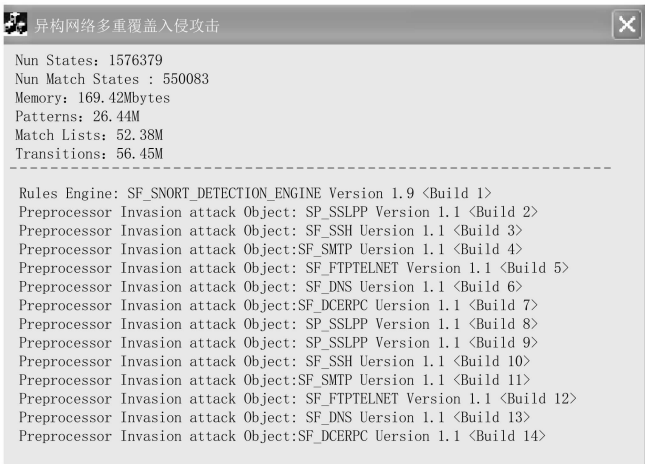 异构网络多重覆盖入侵攻击
Nun States: 1576379
Nun Match States : 550083
Memory: 169.42Mbytes
Patterns: 26.44M
Match Lists: 52.38M
Transitions: 56.45M
Rules Engine: SF_SNORT_DETECTION_ENGINE Version 1.9 <Build 1>
Preprocessor Invasion attack Object: SP_SSLPP Version 1.1 <Build 2>
Preprocessor Invasion attack Object: SF_SSH Uersion 1.1 <Build 3>
Preprocessor Invasion attack Object:SF_SMTP Uersion 1.1 <Build 4>
Preprocessor Invasion attack Object: SF_FTPTELNET Version 1.1 <Build 5>
Preprocessor Invasion attack Object: SF_DNS Uersion 1.1 <Build 6>
Preprocessor Invasion attack Object:SF_DCERPC Uersion 1.1 <Build 7>
Preprocessor Invasion attack Object: SP_SSLPP Version 1.1 <Build 8>
Preprocessor Invasion attack Object: SP_SSLPP Version 1.1 <Build 9>
Preprocessor Invasion attack Object: SF_SSH Uersion 1.1 <Build 10>
Preprocessor Invasion attack Object:SF_SMTP Uersion 1.1 <Build 11>
Preprocessor Invasion attack Object: SF_FTPTELNET Version 1.1 <Build 12>
Preprocessor Invasion attack Object: SF_DNS Uersion 1.1 <Build 13>
Preprocessor Invasion attack Object:SF_DCERPC Uersion 1.1 <Build 14>